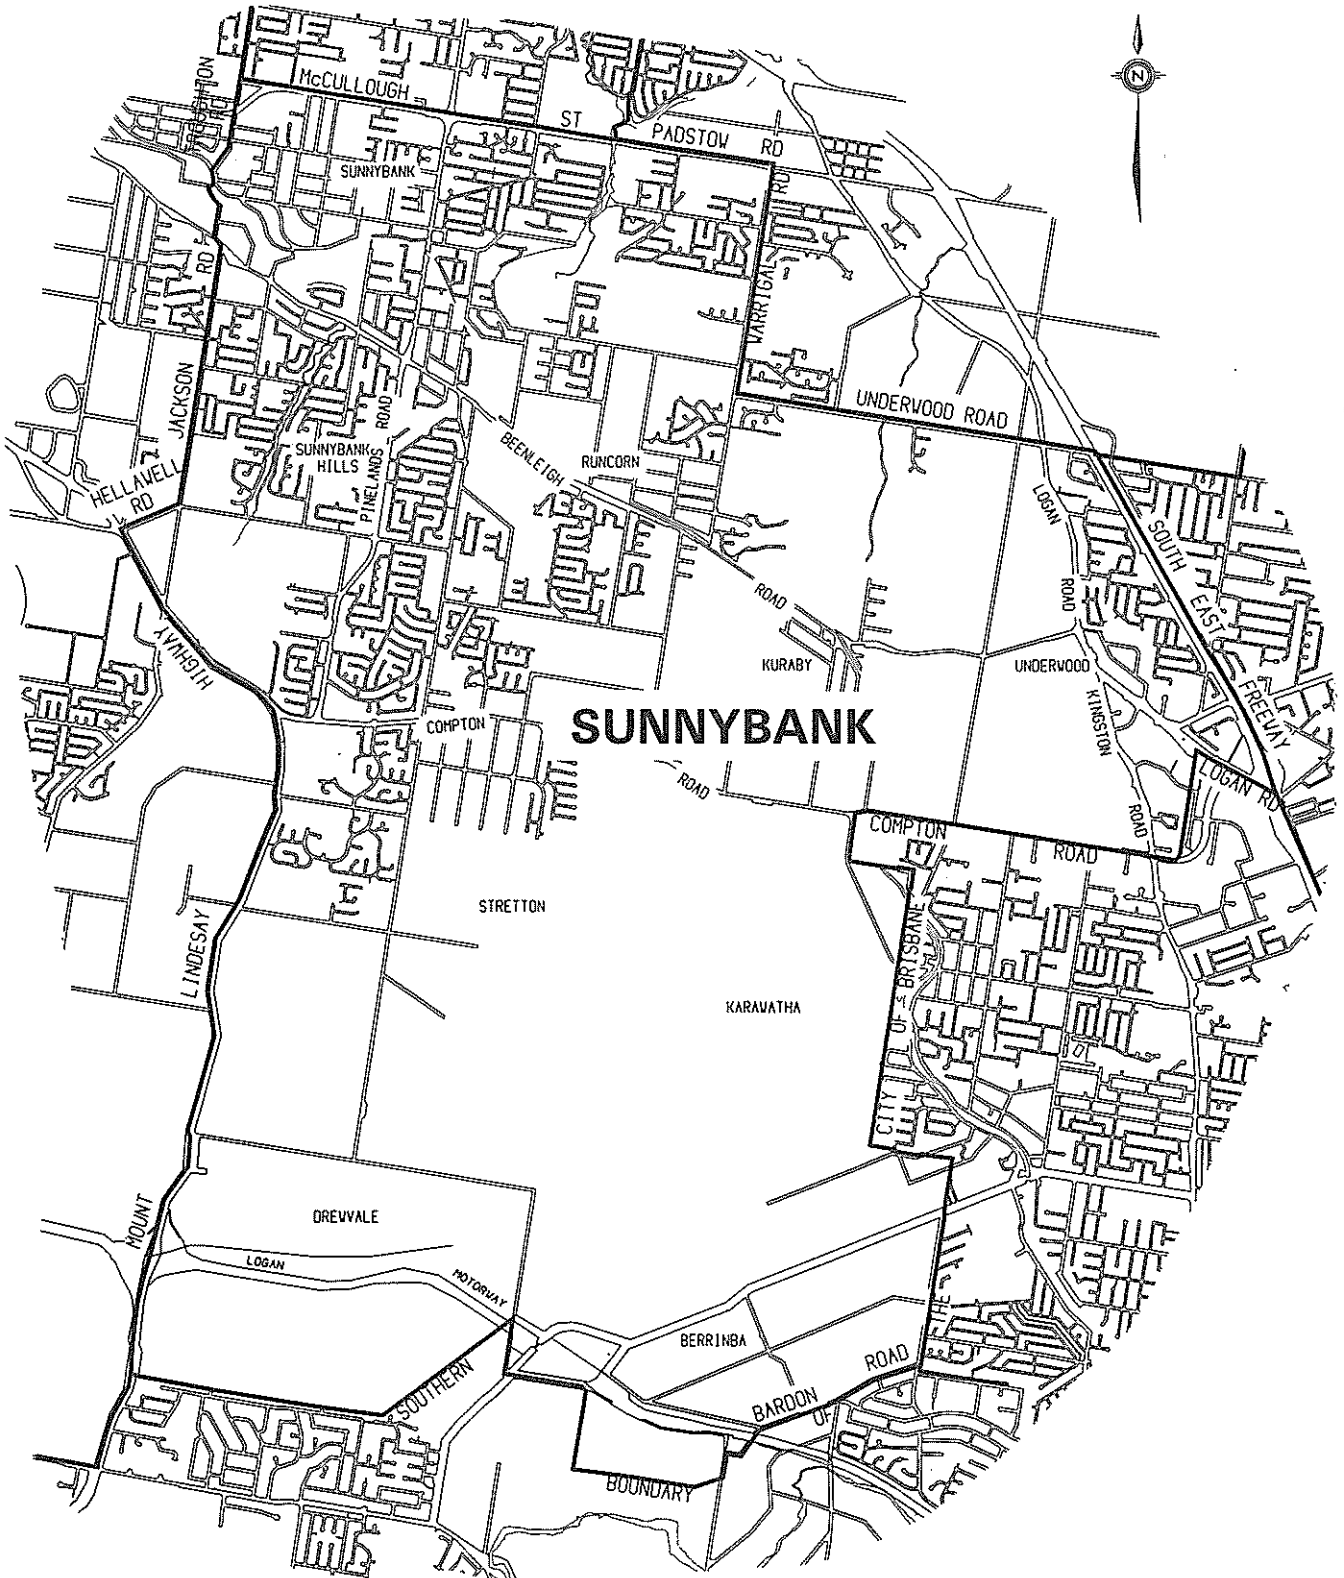 N
McCULLOUGH
ST
PADSTOW RD
SUNNYBANK
RD
WARRIGAL
RD
JACKSON
UNDERWOOD ROAD
ROAD
PINELANDS
SUNNYBANK
HILLS
BEENLEIGH
RUNCORN
HELLAWELL
RD
LOGAN
SOUTH
EAST
ROAD
ROAD
HIGHWAY
KURABY
UNDERWOOD
KINGSTON
FREEWAY
COMPTON
SUNNYBANK
ROAD
LOGAN RD
COMPTON
ROAD
ROAD
STRETTON
LINDESAY
BRISBANE
KARAWATHA
OF
CITY
MOUNT
DREWVALE
LOGAN
MOTORWAY
THE
BERRINBA
ROAD
SOUTHERN
BARDON
OF
BOUNDARY